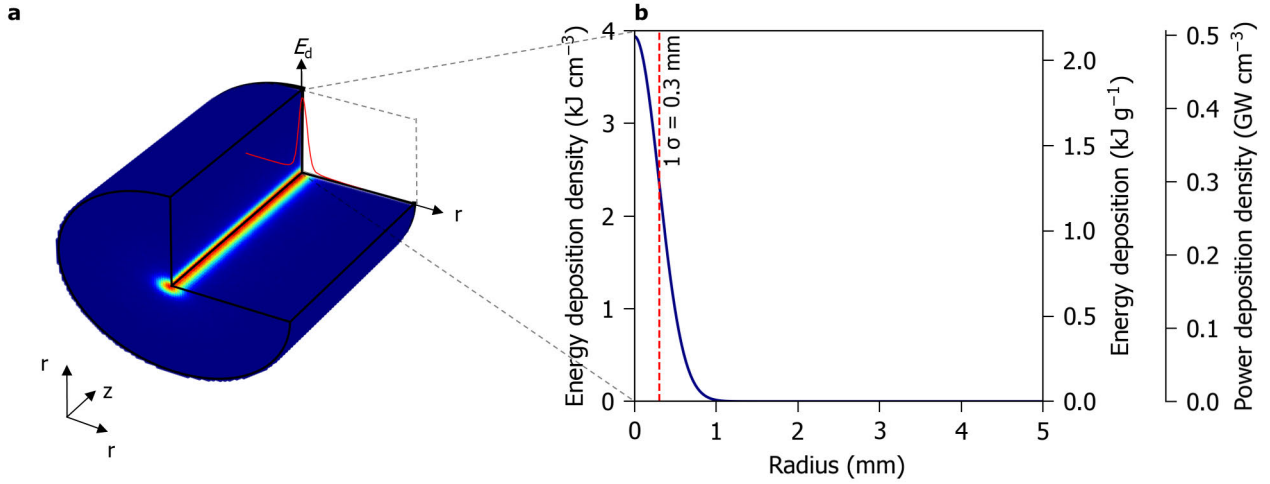 a
E_d
r
r
z
r
b
Energy deposition density (kJ cm⁻³)
4
3
2
1
0
1 σ = 0.3 mm
0
1
2
3
4
5
Radius (mm)
2.0
1.5
1.0
0.5
0.0
Energy deposition (kJ g⁻¹)
0.5
0.4
0.3
0.2
0.1
0.0
Power deposition density (GW cm⁻³)